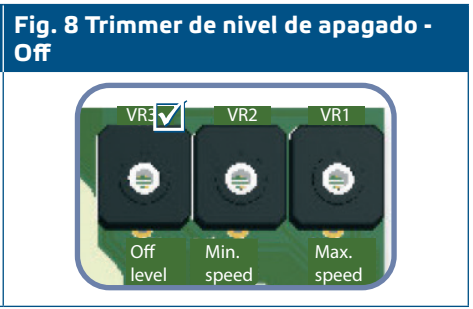 Fig. 8 Trimmer de nivel de apagado -
Off
VR3 VR2 VR1
Off Min. Max.
level speed speed